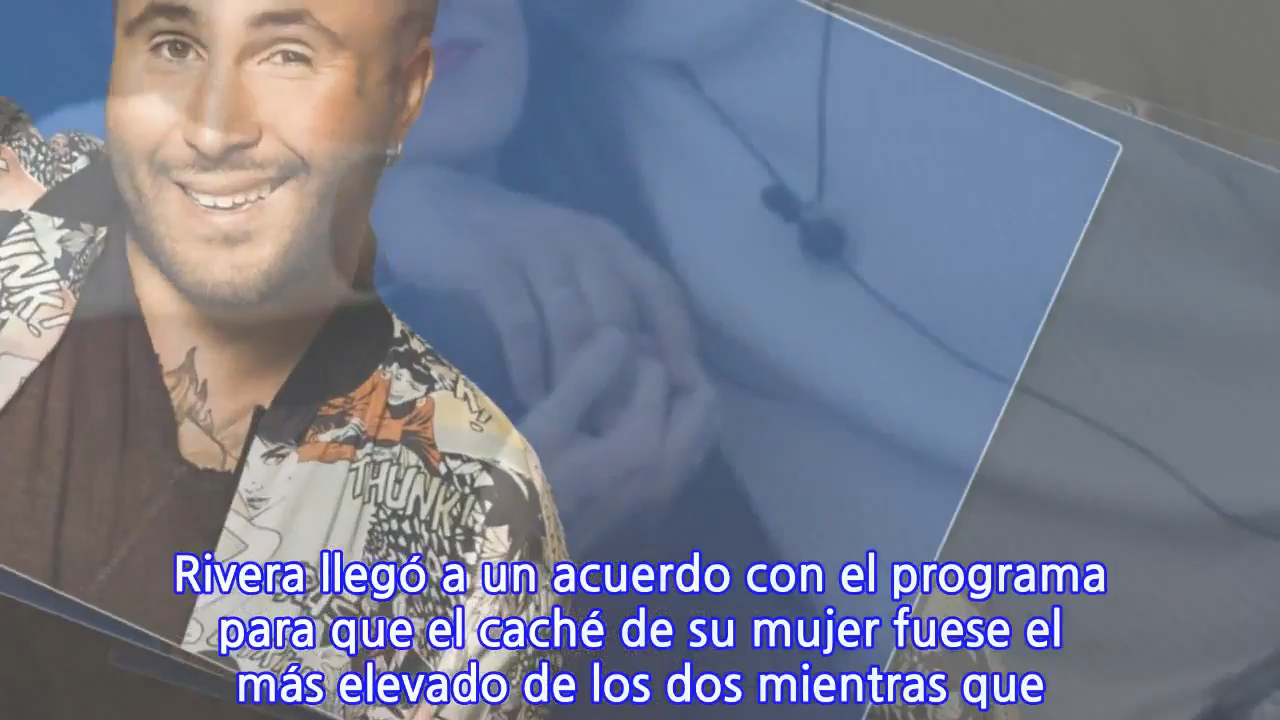 UNK!
THUNK!
Rivera llegó a un acuerdo con el programa
para que el caché de su mujer fuese el
más elevado de los dos mientras que